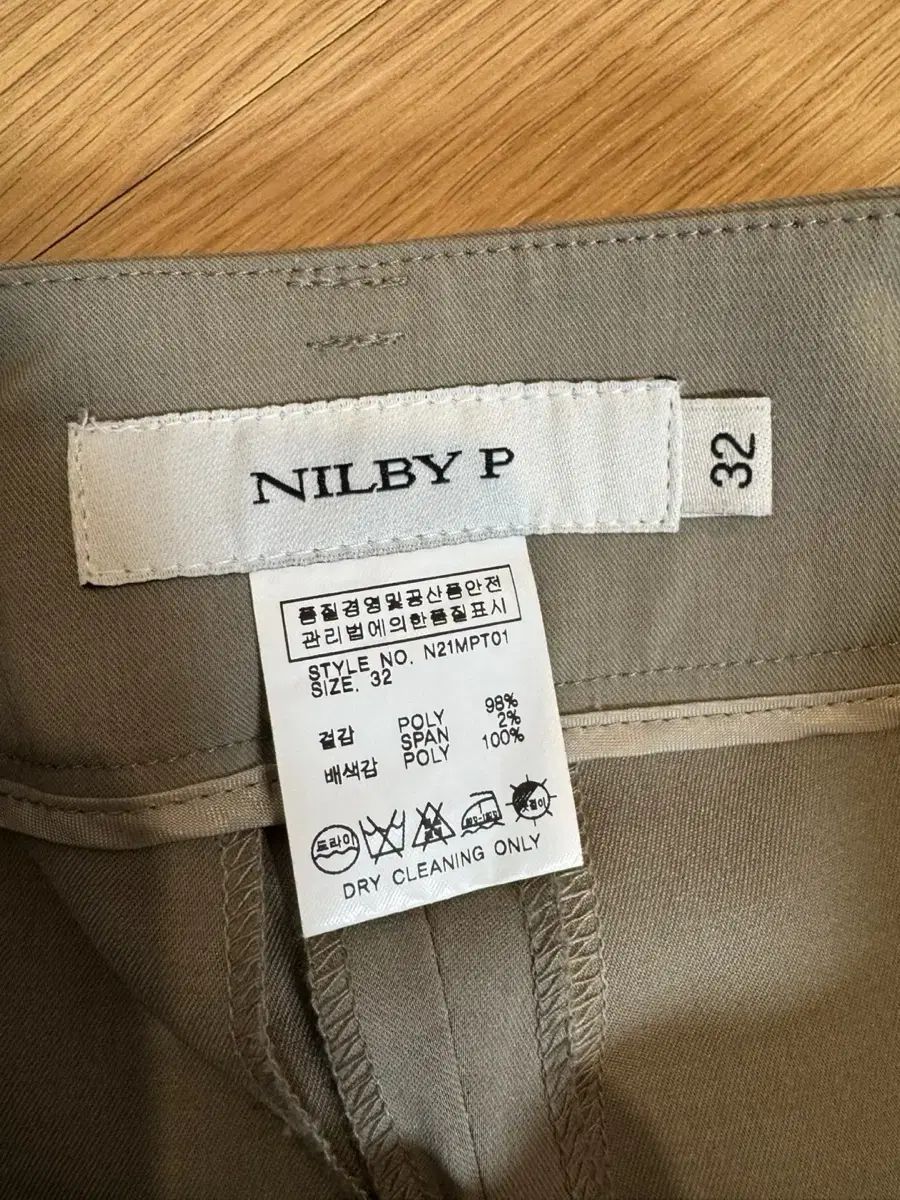 NILBY P
32
품질경영및공산품안전
관리법에의한품질표시
STYLE NO. N21MPT01
SIZE. 32
겉감 POLY 98%
SPAN 2%
배색감 POLY 100%
드라이
DRY CLEANING ONLY